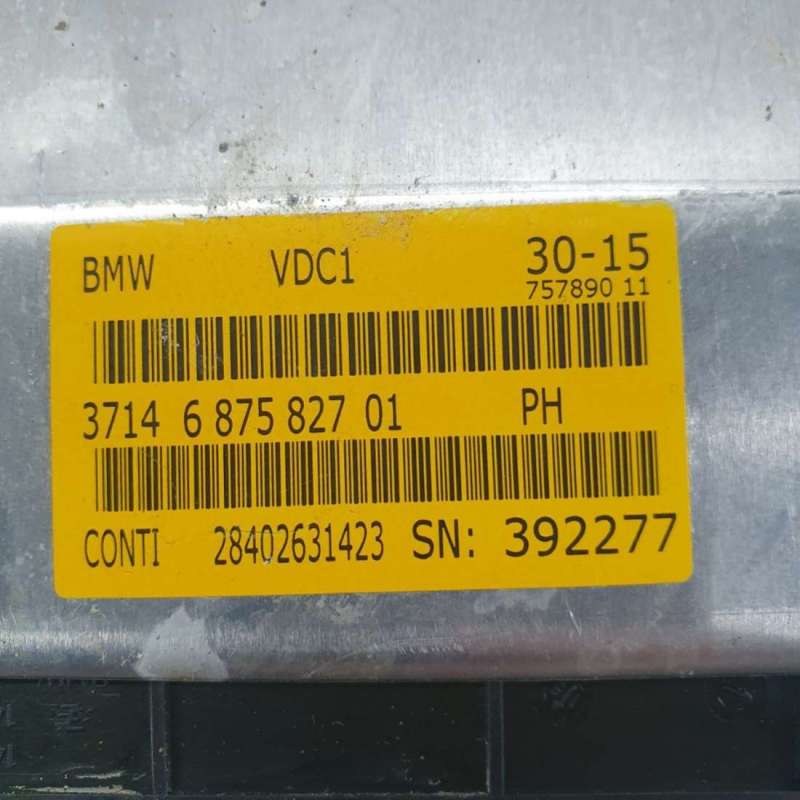 BMW VDC1 30-15
757890 11
3714 6 875 827 01 PH
CONTI 28402631423 SN: 392277